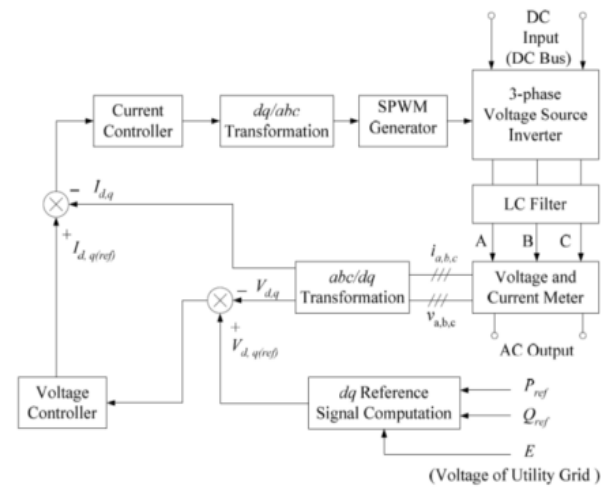 DC
Input
(DC Bus)
Current
Controller
dq/abc
Transformation
SPWM
Generator
3-phase
Voltage Source
Inverter
LC Filter
− I_{d,q}
+
I_{d, q(ref)}
A B C
i_{a,b,c}
abc/dq
Transformation
Voltage and
Current Meter
v_{a,b,c}
− V_{d,q}
+
V_{d, q(ref)}
AC Output
Voltage
Controller
dq Reference
Signal Computation
P_{ref}
Q_{ref}
E
(Voltage of Utility Grid )